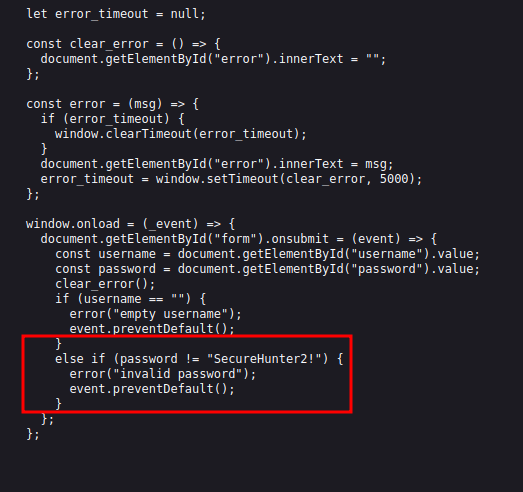 let error_timeout = null;
const clear_error = () => {
document.getElementById("error").innerText = "";
};
const error = (msg) => {
if (error_timeout) {
window.clearTimeout(error_timeout);
}
document.getElementById("error").innerText = msg;
error_timeout = window.setTimeout(clear_error, 5000);
};
window.onload = (_event) => {
document.getElementById("form").onsubmit = (event) => {
const username = document.getElementById("username").value;
const password = document.getElementById("password").value;
clear_error();
if (username == "") {
error("empty username");
event.preventDefault();
}
else if (password != "SecureHunter2!") {
error("invalid password");
event.preventDefault();
}
};
};